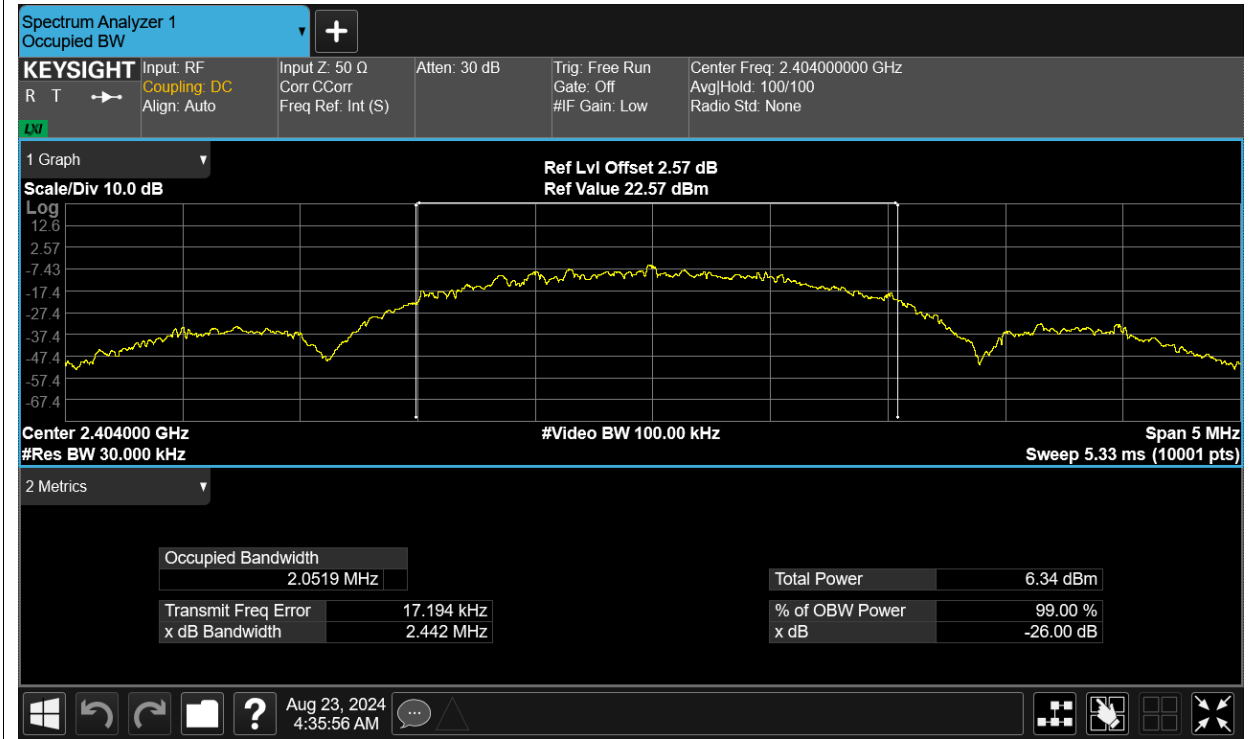 Spectrum Analyzer 1
Occupied BW
KEYSIGHT
R T
LXI
Input: RF
Coupling: DC
Align: Auto
Input Z: 50 Ω
Corr CCorr
Freq Ref: Int (S)
Atten: 30 dB
Trig: Free Run
Gate: Off
#IF Gain: Low
Center Freq: 2.404000000 GHz
Avg|Hold: 100/100
Radio Std: None
1 Graph
Scale/Div 10.0 dB
Ref Lvl Offset 2.57 dB
Ref Value 22.57 dBm
Log
12.6
2.57
-7.43
-17.4
-27.4
-37.4
-47.4
-57.4
-67.4
Center 2.404000 GHz
#Video BW 100.00 kHz
Span 5 MHz
#Res BW 30.000 kHz
Sweep 5.33 ms (10001 pts)
2 Metrics
Occupied Bandwidth
2.0519 MHz
Total Power 6.34 dBm
Transmit Freq Error 17.194 kHz
% of OBW Power 99.00 %
x dB Bandwidth 2.442 MHz
x dB -26.00 dB
?
Aug 23, 2024
4:35:56 AM